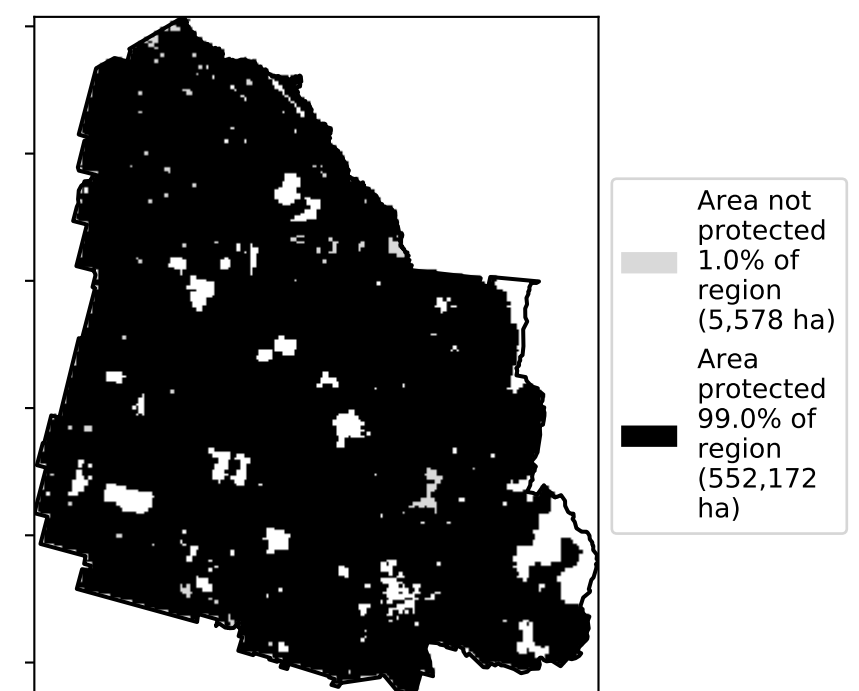 Area not
protected
1.0% of
region
(5,578 ha)
Area
protected
99.0% of
region
(552,172
ha)